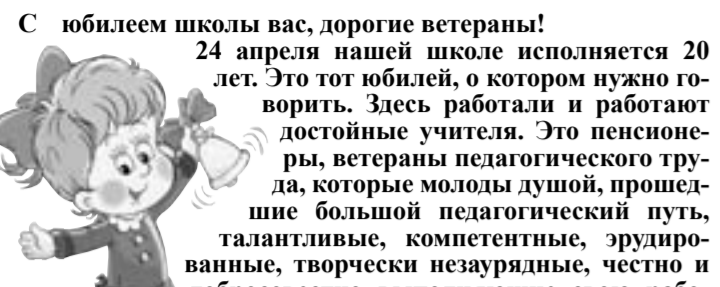 С юбилеем школы вас, дорогие ветераны!
24 апреля нашей школе исполняется 20
лет. Это тот юбилей, о котором нужно го-
ворить. Здесь работали и работают
достойные учителя. Это пенсионе-
ры, ветераны педагогического тру-
да, которые молоды душой, прошед-
шие большой педагогический путь,
талантливые, компетентные, эрудиро-
ванные, творчески незаурядные, честно и